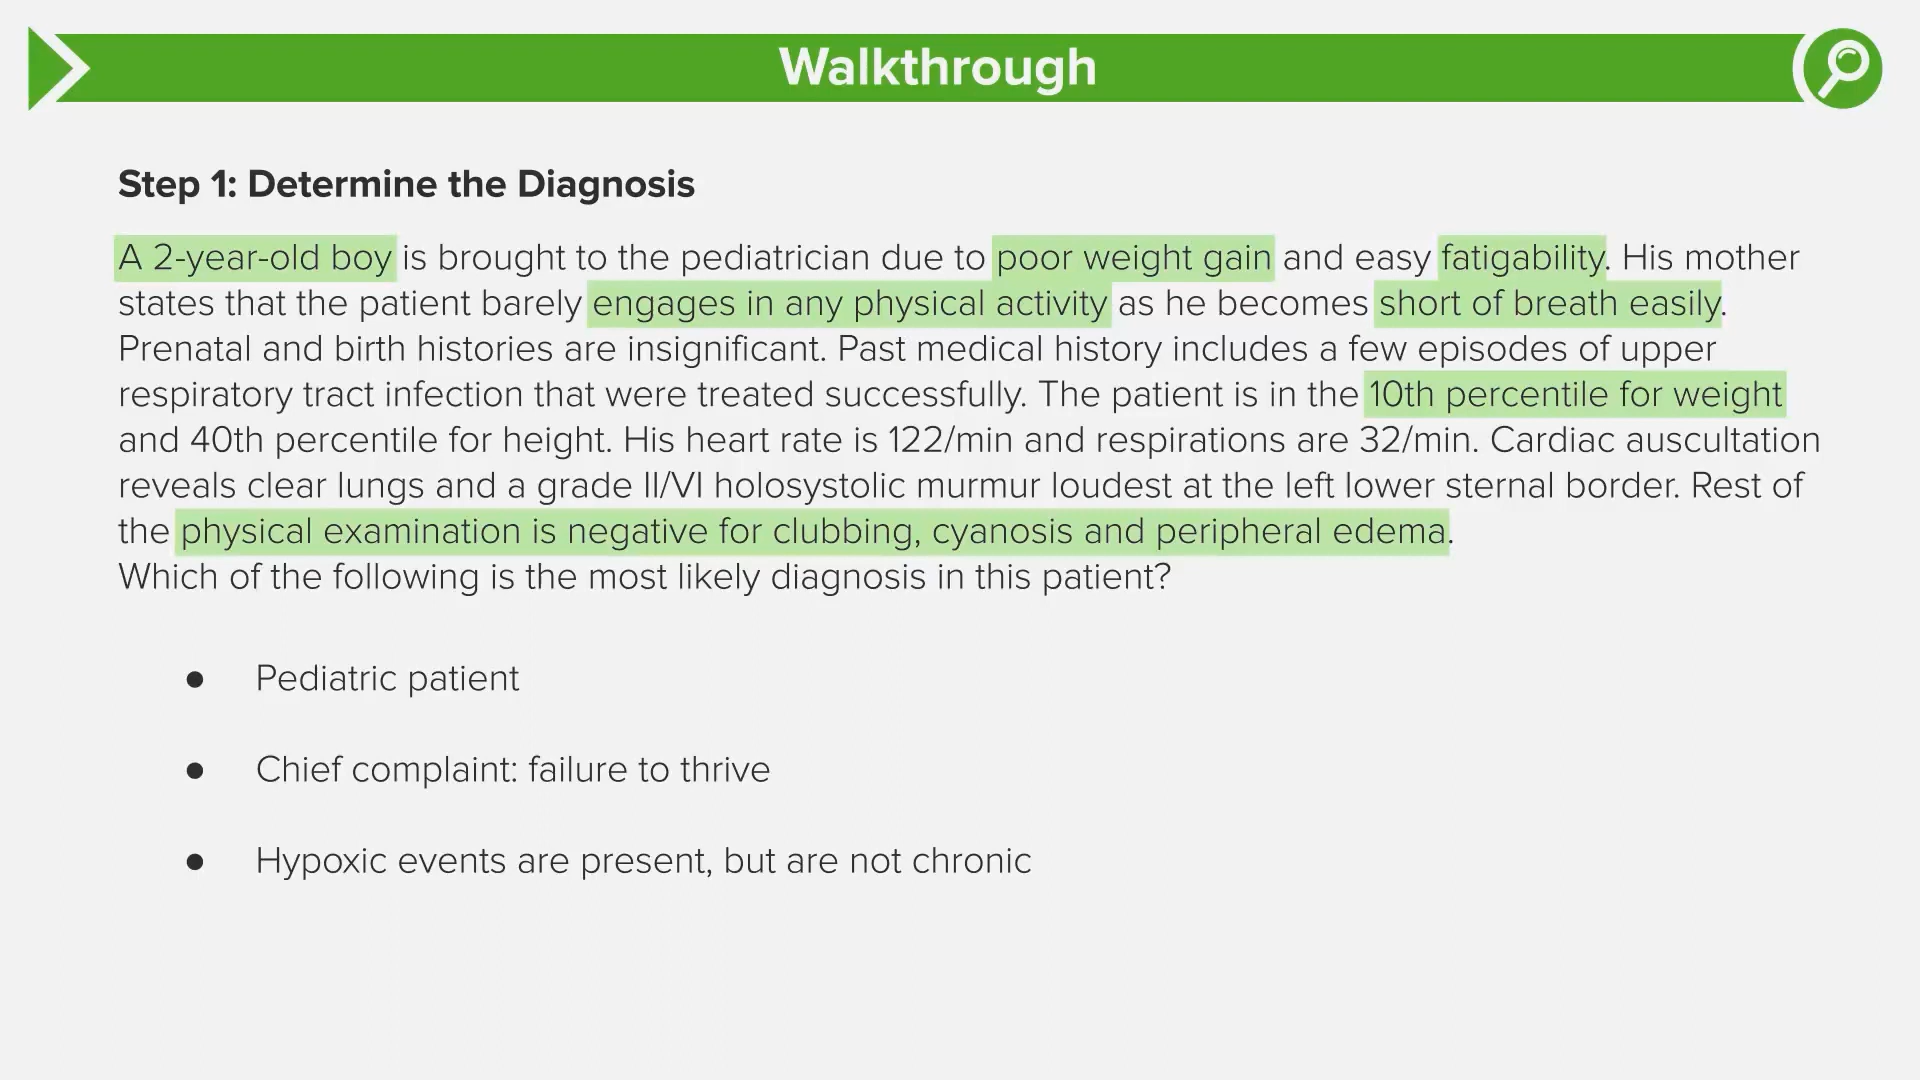 Walkthrough
Step 1: Determine the Diagnosis
A 2-year-old boy is brought to the pediatrician due to poor weight gain and easy fatigability. His mother
states that the patient barely engages in any physical activity as he becomes short of breath easily.
Prenatal and birth histories are insignificant. Past medical history includes a few episodes of upper
respiratory tract infection that were treated successfully. The patient is in the 10th percentile for weight
and 40th percentile for height. His heart rate is 122/min and respirations are 32/min. Cardiac auscultation
reveals clear lungs and a grade II/VI holosystolic murmur loudest at the left lower sternal border. Rest of
the physical examination is negative for clubbing, cyanosis and peripheral edema.
Which of the following is the most likely diagnosis in this patient?
● Pediatric patient
● Chief complaint: failure to thrive
● Hypoxic events are present, but are not chronic